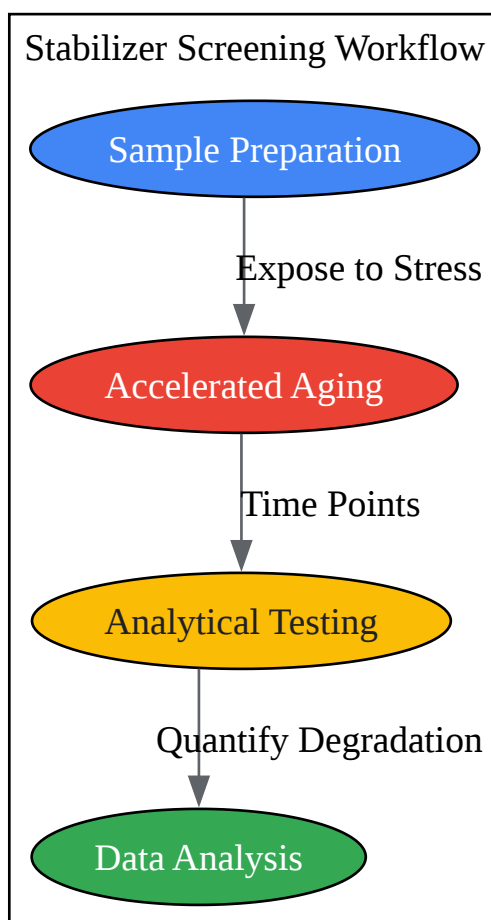 Stabilizer Screening Workflow
Sample Preparation
Expose to Stress
Accelerated Aging
Time Points
Analytical Testing
Quantify Degradation
Data Analysis